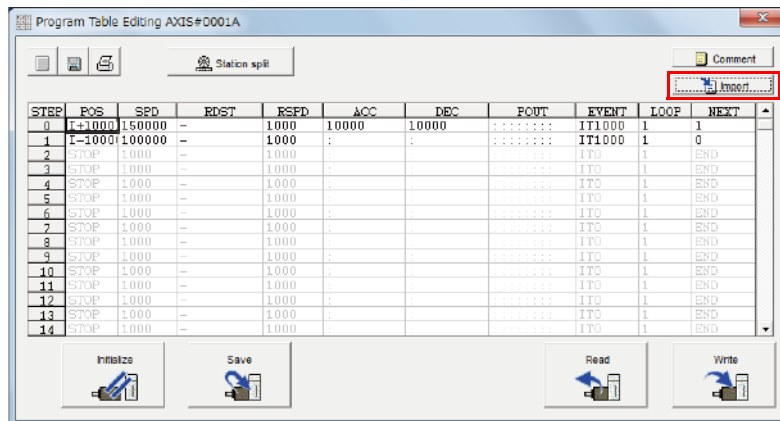 Program Table Editing AXIS#0001A
Station split
Comment
Import
STEP POS SPD RDST RSPD ACC DEC POUT EVENT LOOP NEXT
0 I+1000 150000 – 1000 10000 10000 : : : : : : : : IT1000 1 1
1 I–1000 100000 – 1000 : : : : : : : : : : IT1000 1 0
2 STOP 1000 – 1000 : : : : : : : : : : IT0 1 END
3 STOP 1000 – 1000 : : : : : : : : : : IT0 1 END
4 STOP 1000 – 1000 : : : : : : : : : : IT0 1 END
5 STOP 1000 – 1000 : : : : : : : : : : IT0 1 END
6 STOP 1000 – 1000 : : : : : : : : : : IT0 1 END
7 STOP 1000 – 1000 : : : : : : : : : : IT0 1 END
8 STOP 1000 – 1000 : : : : : : : : : : IT0 1 END
9 STOP 1000 – 1000 : : : : : : : : : : IT0 1 END
10 STOP 1000 – 1000 : : : : : : : : : : IT0 1 END
11 STOP 1000 – 1000 : : : : : : : : : : IT0 1 END
12 STOP 1000 – 1000 : : : : : : : : : : IT0 1 END
13 STOP 1000 – 1000 : : : : : : : : : : IT0 1 END
14 STOP 1000 – 1000 : : : : : : : : : : IT0 1 END
Initialize Save Read Write